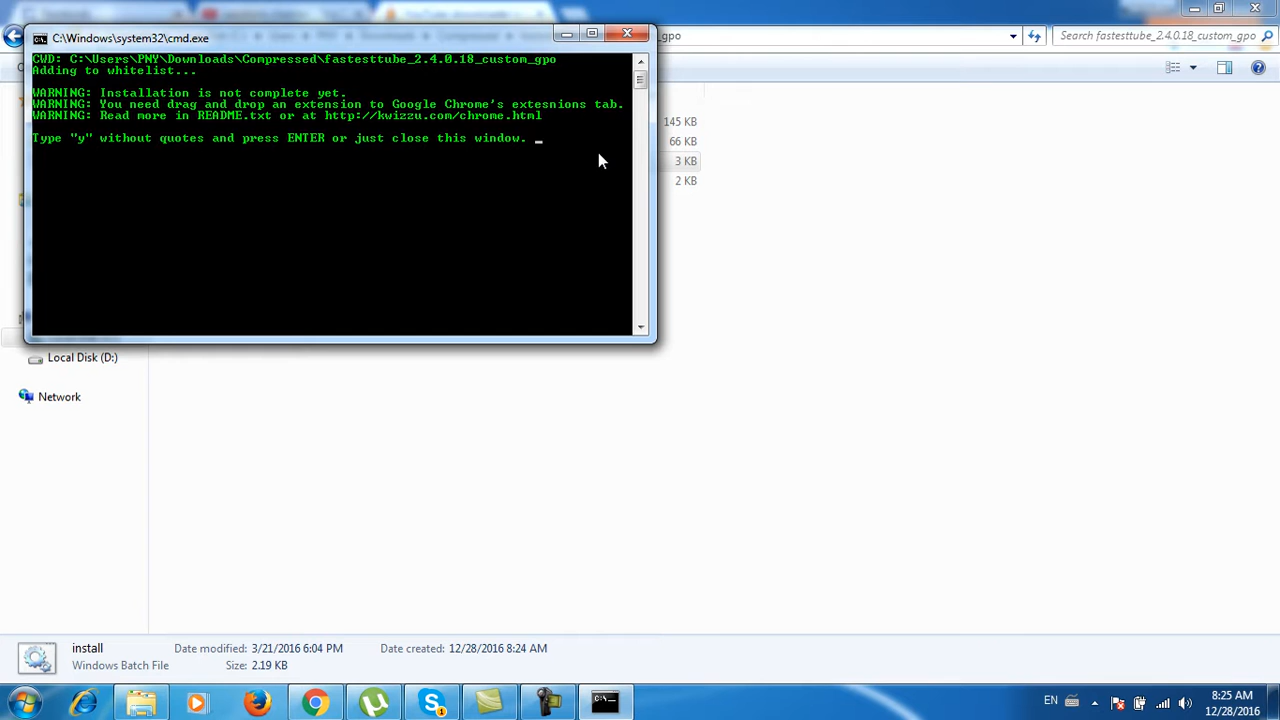 C:\Windows\system32\cmd.exe
_gpo
Search fastesttube_2.4.0.18_custom_gpo
CWD: C:\Users\PNY\Downloads\Compressed\fastesttube_2.4.0.18_custom_gpo
Adding to whitelist...
WARNING: Installation is not complete yet.
WARNING: You need drag and drop an extension to Google Chrome's extesnions tab.
WARNING: Read more in README.txt or at http://kwizzu.com/chrome.html
Type "y" without quotes and press ENTER or just close this window. _
145 KB
66 KB
3 KB
2 KB
Local Disk (D:)
Network
install
Date modified: 3/21/2016 6:04 PM
Date created: 12/28/2016 8:24 AM
Windows Batch File
Size: 2.19 KB
EN
8:25 AM
12/28/2016